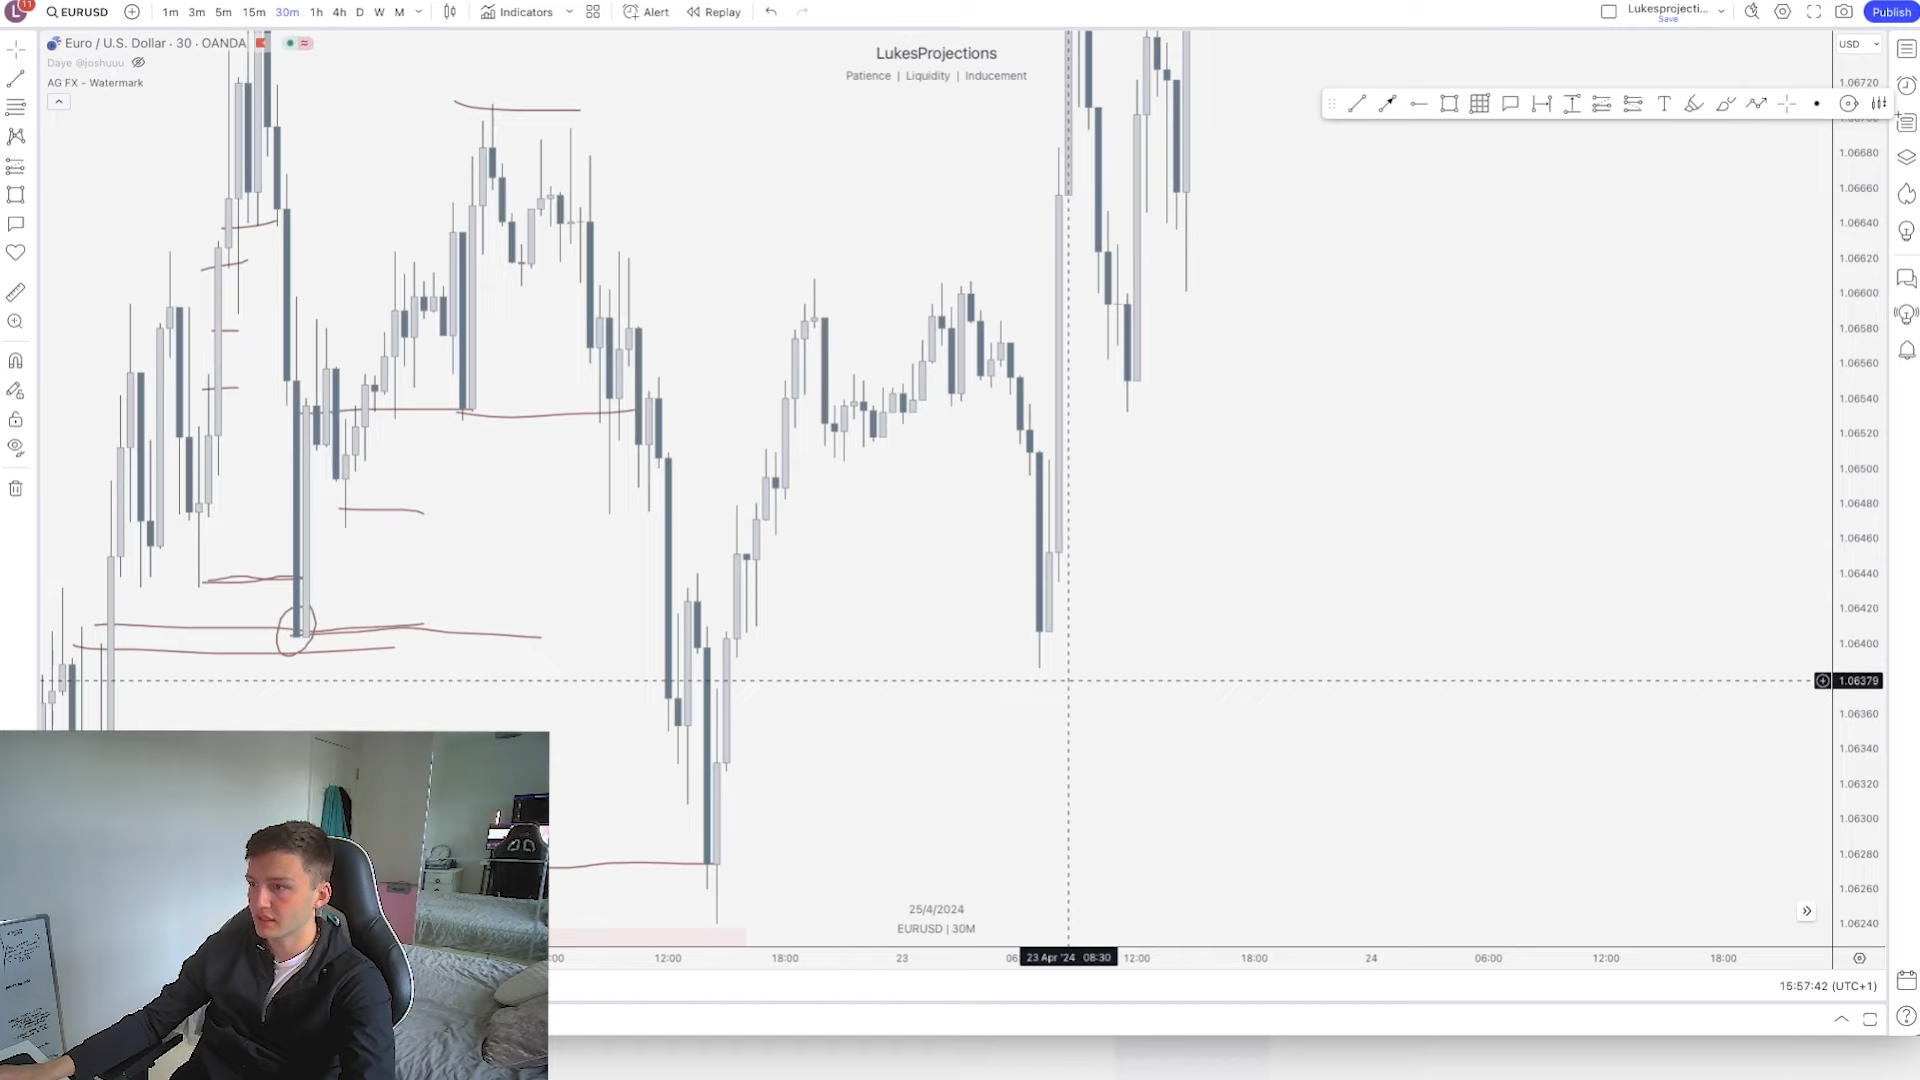 L 11 EURUSD 1m 3m 5m 15m 30m 1h 4h D W M Indicators Alert Replay Lukesprojecti... Save Publish
Euro / U.S. Dollar · 30 · OANDA
Daye @joshuuu
AG FX - Watermark
LukesProjections
Patience | Liquidity | Inducement
USD
1.06720
1.06680
1.06660
1.06640
1.06620
1.06600
1.06580
1.06560
1.06540
1.06520
1.06500
1.06480
1.06460
1.06440
1.06420
1.06400
1.06379
1.06360
1.06340
1.06320
1.06300
1.06280
1.06260
1.06240
25/4/2024
EURUSD | 30M
12:00 18:00 23 23 Apr '24 08:30 12:00 18:00 24 06:00 12:00 18:00
15:57:42 (UTC+1)